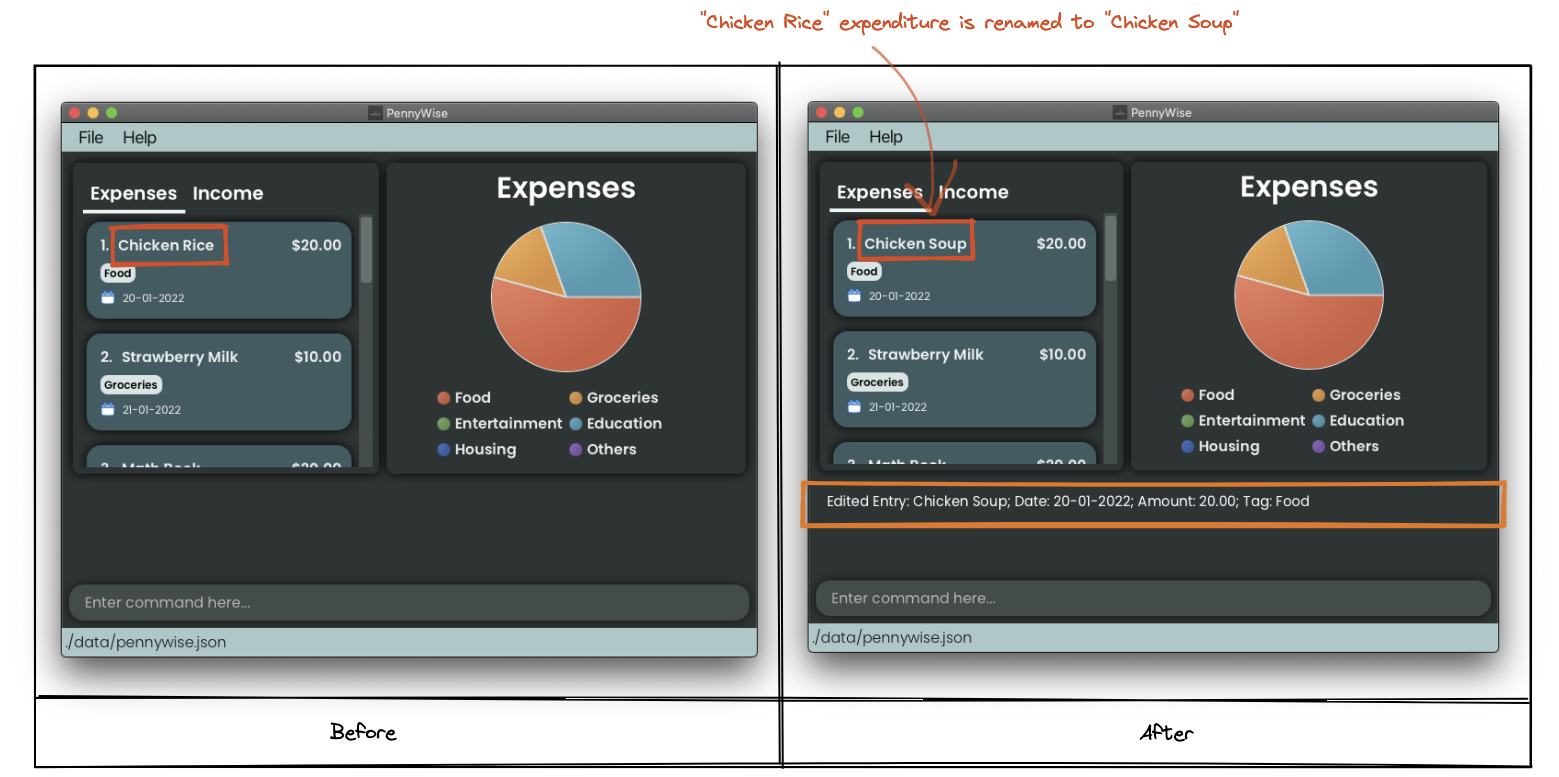 "Chicken Rice" expenditure is renamed to "Chicken Soup"
PennyWise
File Help
Expenses Income
1. Chicken Rice $20.00
Food
20-01-2022
2. Strawberry Milk $10.00
Groceries
21-01-2022
3. Math Book $20.00
Expenses
Food Groceries
Entertainment Education
Housing Others
Enter command here...
./data/pennywise.json
Before
PennyWise
File Help
Expenses Income
1. Chicken Soup $20.00
Food
20-01-2022
2. Strawberry Milk $10.00
Groceries
21-01-2022
3. Math Book $20.00
Expenses
Food Groceries
Entertainment Education
Housing Others
Edited Entry: Chicken Soup; Date: 20-01-2022; Amount: 20.00; Tag: Food
Enter command here...
./data/pennywise.json
After